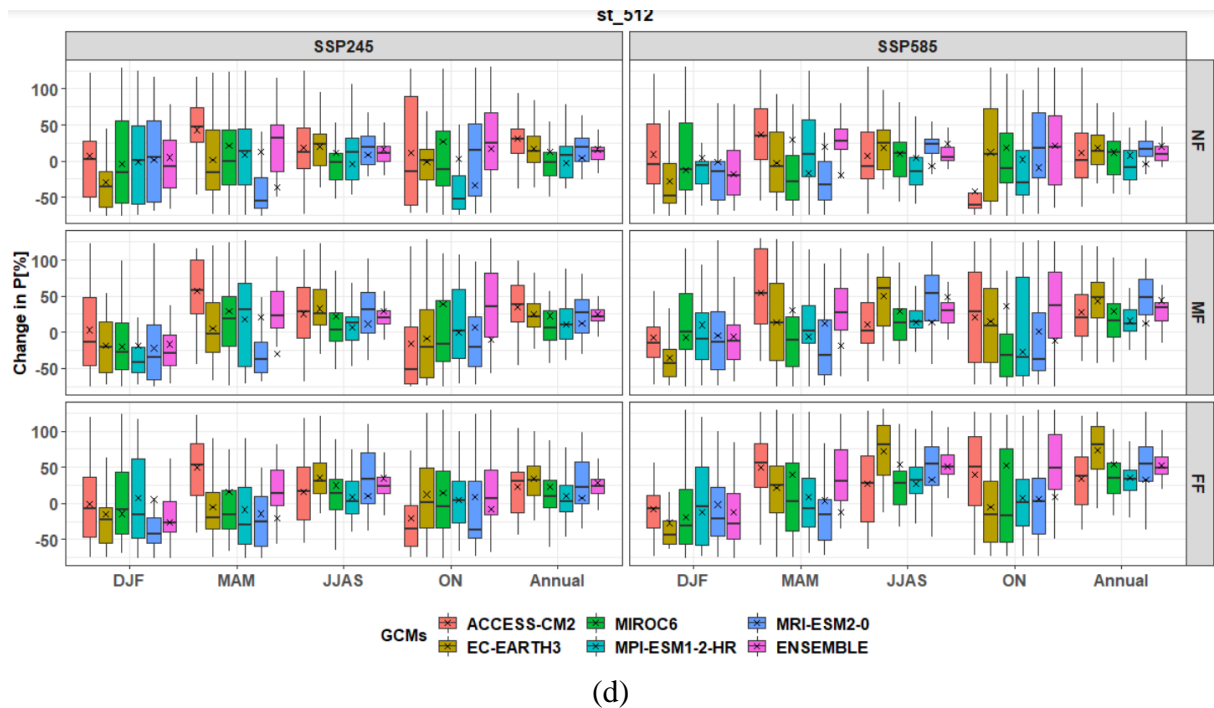 st_512
SSP245 SSP585
Change in P[%]
100
50
0
-50
NF
100
50
0
-50
MF
100
50
0
-50
FF
DJF MAM JJAS ON Annual DJF MAM JJAS ON Annual
GCMs
ACCESS-CM2 MIROC6 MRI-ESM2-0
EC-EARTH3 MPI-ESM1-2-HR ENSEMBLE
(d)